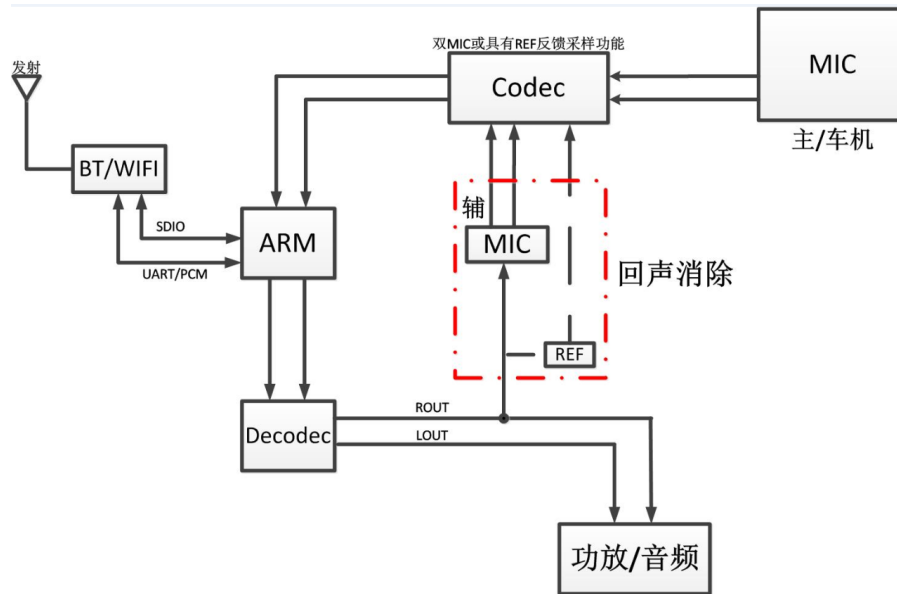 双MIC或具有REF反馈采样功能
发射
Codec
MIC
主/车机
BT/WIFI
辅
SDIO
ARM
MIC
UART/PCM
回声消除
REF
ROUT
Decodec
LOUT
功放/音频